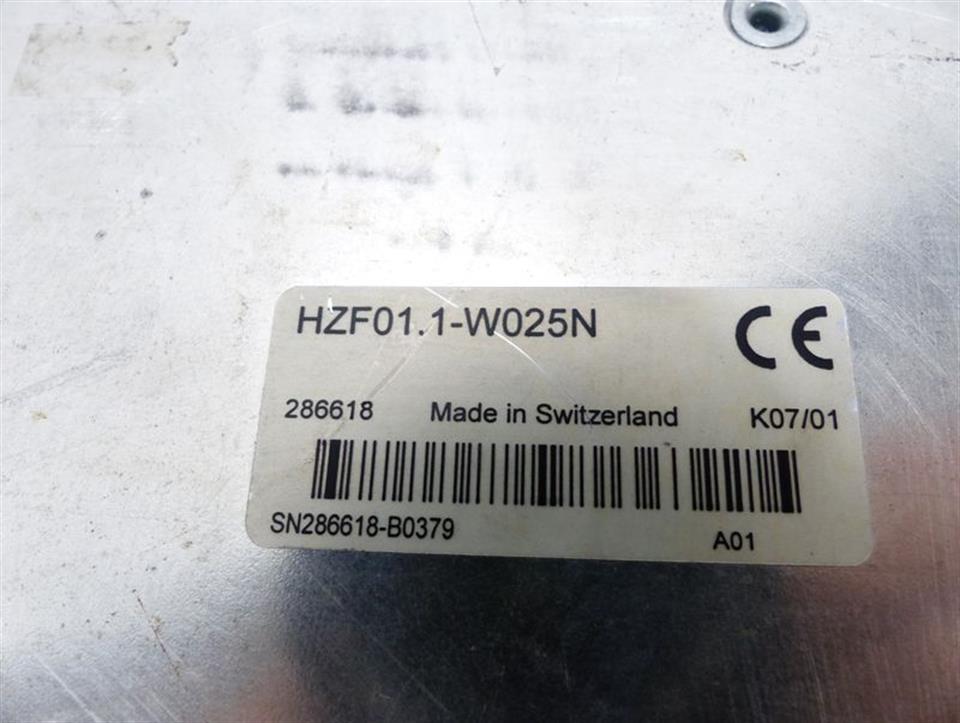 HZF01.1-W025N CE
286618 Made in Switzerland K07/01
SN286618-B0379 A01